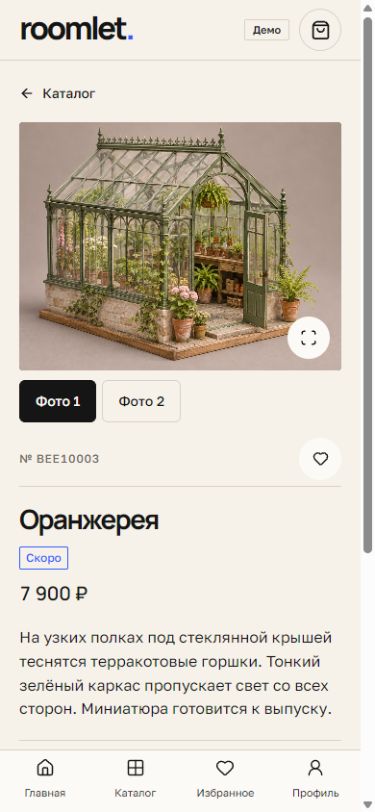 roomlet.
Демо
← Каталог
Фото 1
Фото 2
№ BEE10003
Оранжерея
Скоро
7 900 ₽
На узких полках под стеклянной крышей
теснятся терракотовые горшки. Тонкий
зелёный каркас пропускает свет со всех
сторон. Миниатюра готовится к выпуску.
Главная
Каталог
Избранное
Профиль